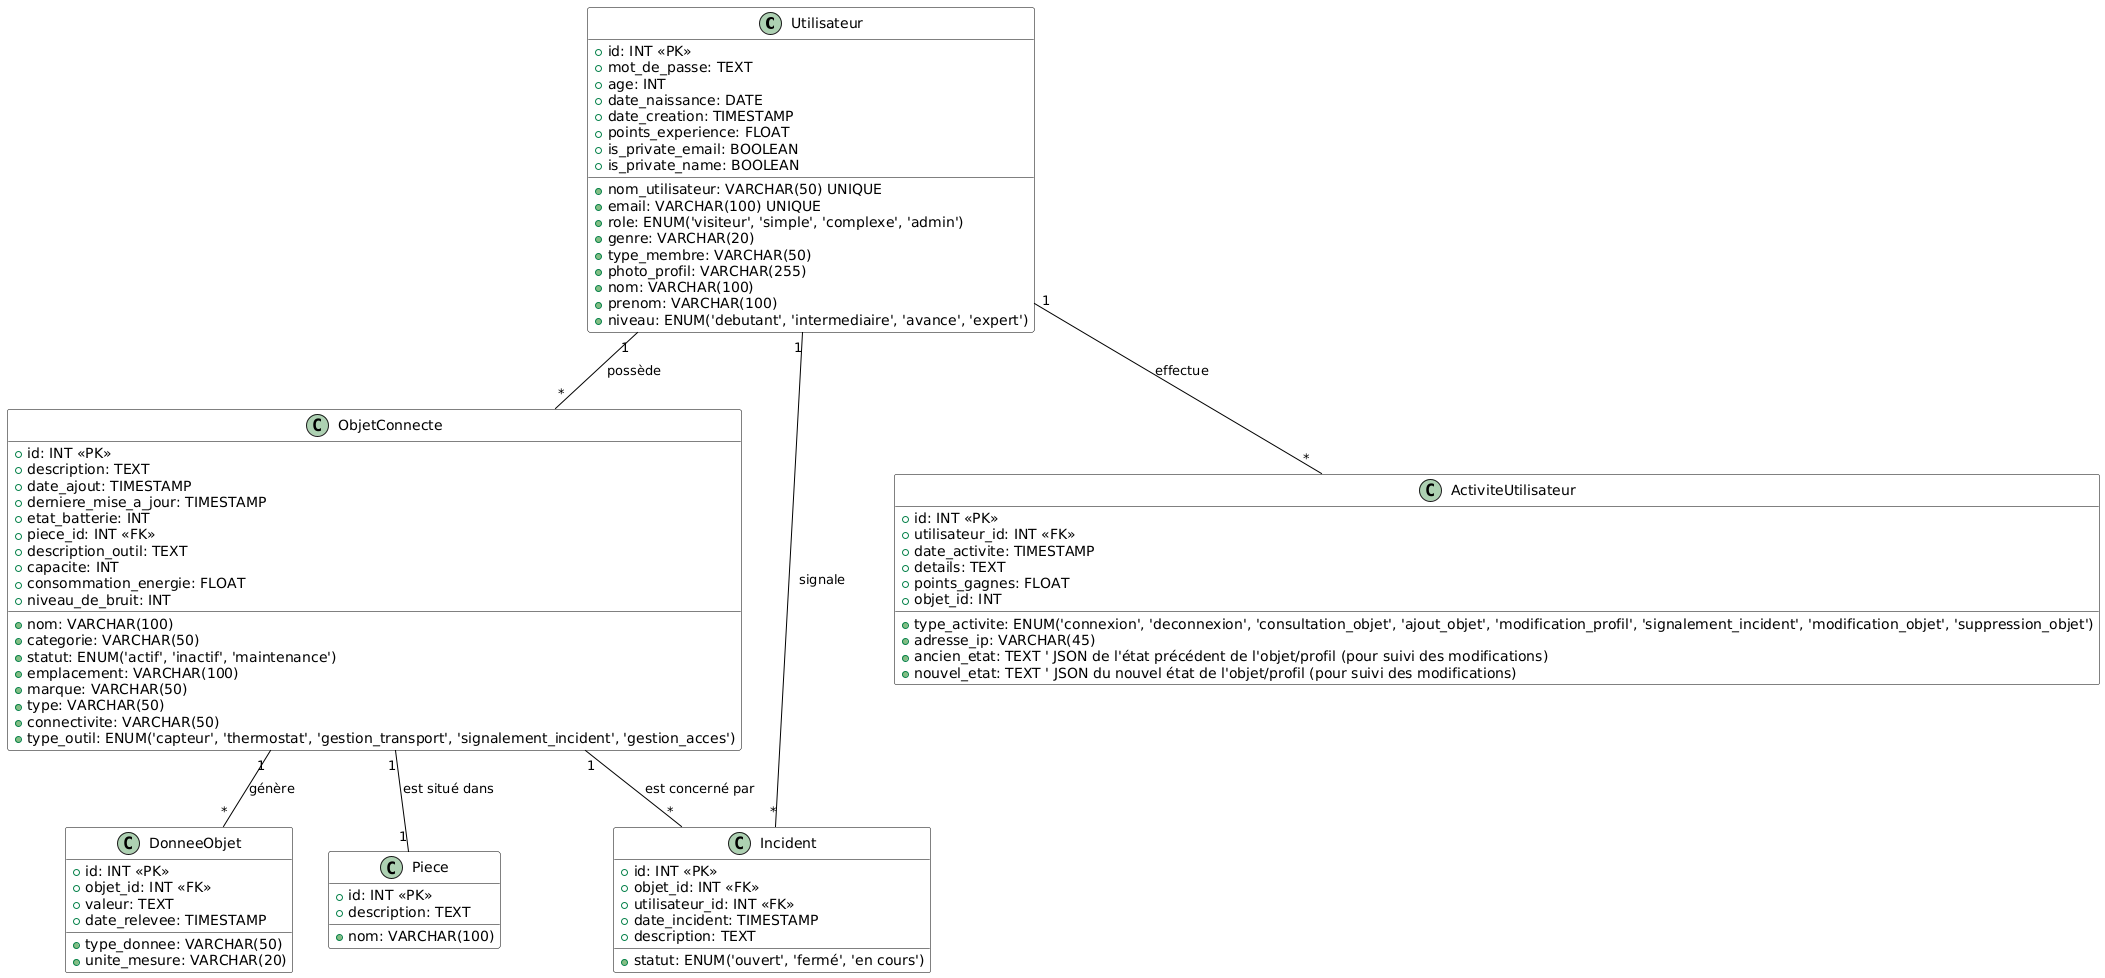 Utilisateur
id: INT «PK»
mot_de_passe: TEXT
age: INT
date_naissance: DATE
date_creation: TIMESTAMP
points_experience: FLOAT
is_private_email: BOOLEAN
is_private_name: BOOLEAN
nom_utilisateur: VARCHAR(50) UNIQUE
email: VARCHAR(100) UNIQUE
role: ENUM('visiteur', 'simple', 'complexe', 'admin')
genre: VARCHAR(20)
type_membre: VARCHAR(50)
photo_profil: VARCHAR(255)
nom: VARCHAR(100)
prenom: VARCHAR(100)
niveau: ENUM('debutant', 'intermediaire', 'avance', 'expert')
1
1
1
possède
effectue
*
*
ObjetConnecte
id: INT «PK»
description: TEXT
date_ajout: TIMESTAMP
derniere_mise_a_jour: TIMESTAMP
etat_batterie: INT
piece_id: INT «FK»
description_outil: TEXT
capacite: INT
consommation_energie: FLOAT
niveau_de_bruit: INT
nom: VARCHAR(100)
categorie: VARCHAR(50)
statut: ENUM('actif', 'inactif', 'maintenance')
emplacement: VARCHAR(100)
marque: VARCHAR(50)
type: VARCHAR(50)
connectivite: VARCHAR(50)
type_outil: ENUM('capteur', 'thermostat', 'gestion_transport', 'signalement_incident', 'gestion_acces')
signale
ActiviteUtilisateur
id: INT «PK»
utilisateur_id: INT «FK»
date_activite: TIMESTAMP
details: TEXT
points_gagnes: FLOAT
objet_id: INT
type_activite: ENUM('connexion', 'deconnexion', 'consultation_objet', 'ajout_objet', 'modification_profil', 'signalement_incident', 'modification_objet', 'suppression_objet')
adresse_ip: VARCHAR(45)
ancien_etat: TEXT ' JSON de l'état précédent de l'objet/profil (pour suivi des modifications)
nouvel_etat: TEXT ' JSON du nouvel état de l'objet/profil (pour suivi des modifications)
1
1
1
génère
est situé dans
est concerné par
*
1
*
*
DonneeObjet
id: INT «PK»
objet_id: INT «FK»
valeur: TEXT
date_relevee: TIMESTAMP
type_donnee: VARCHAR(50)
unite_mesure: VARCHAR(20)
Piece
id: INT «PK»
description: TEXT
nom: VARCHAR(100)
Incident
id: INT «PK»
objet_id: INT «FK»
utilisateur_id: INT «FK»
date_incident: TIMESTAMP
description: TEXT
statut: ENUM('ouvert', 'fermé', 'en cours')